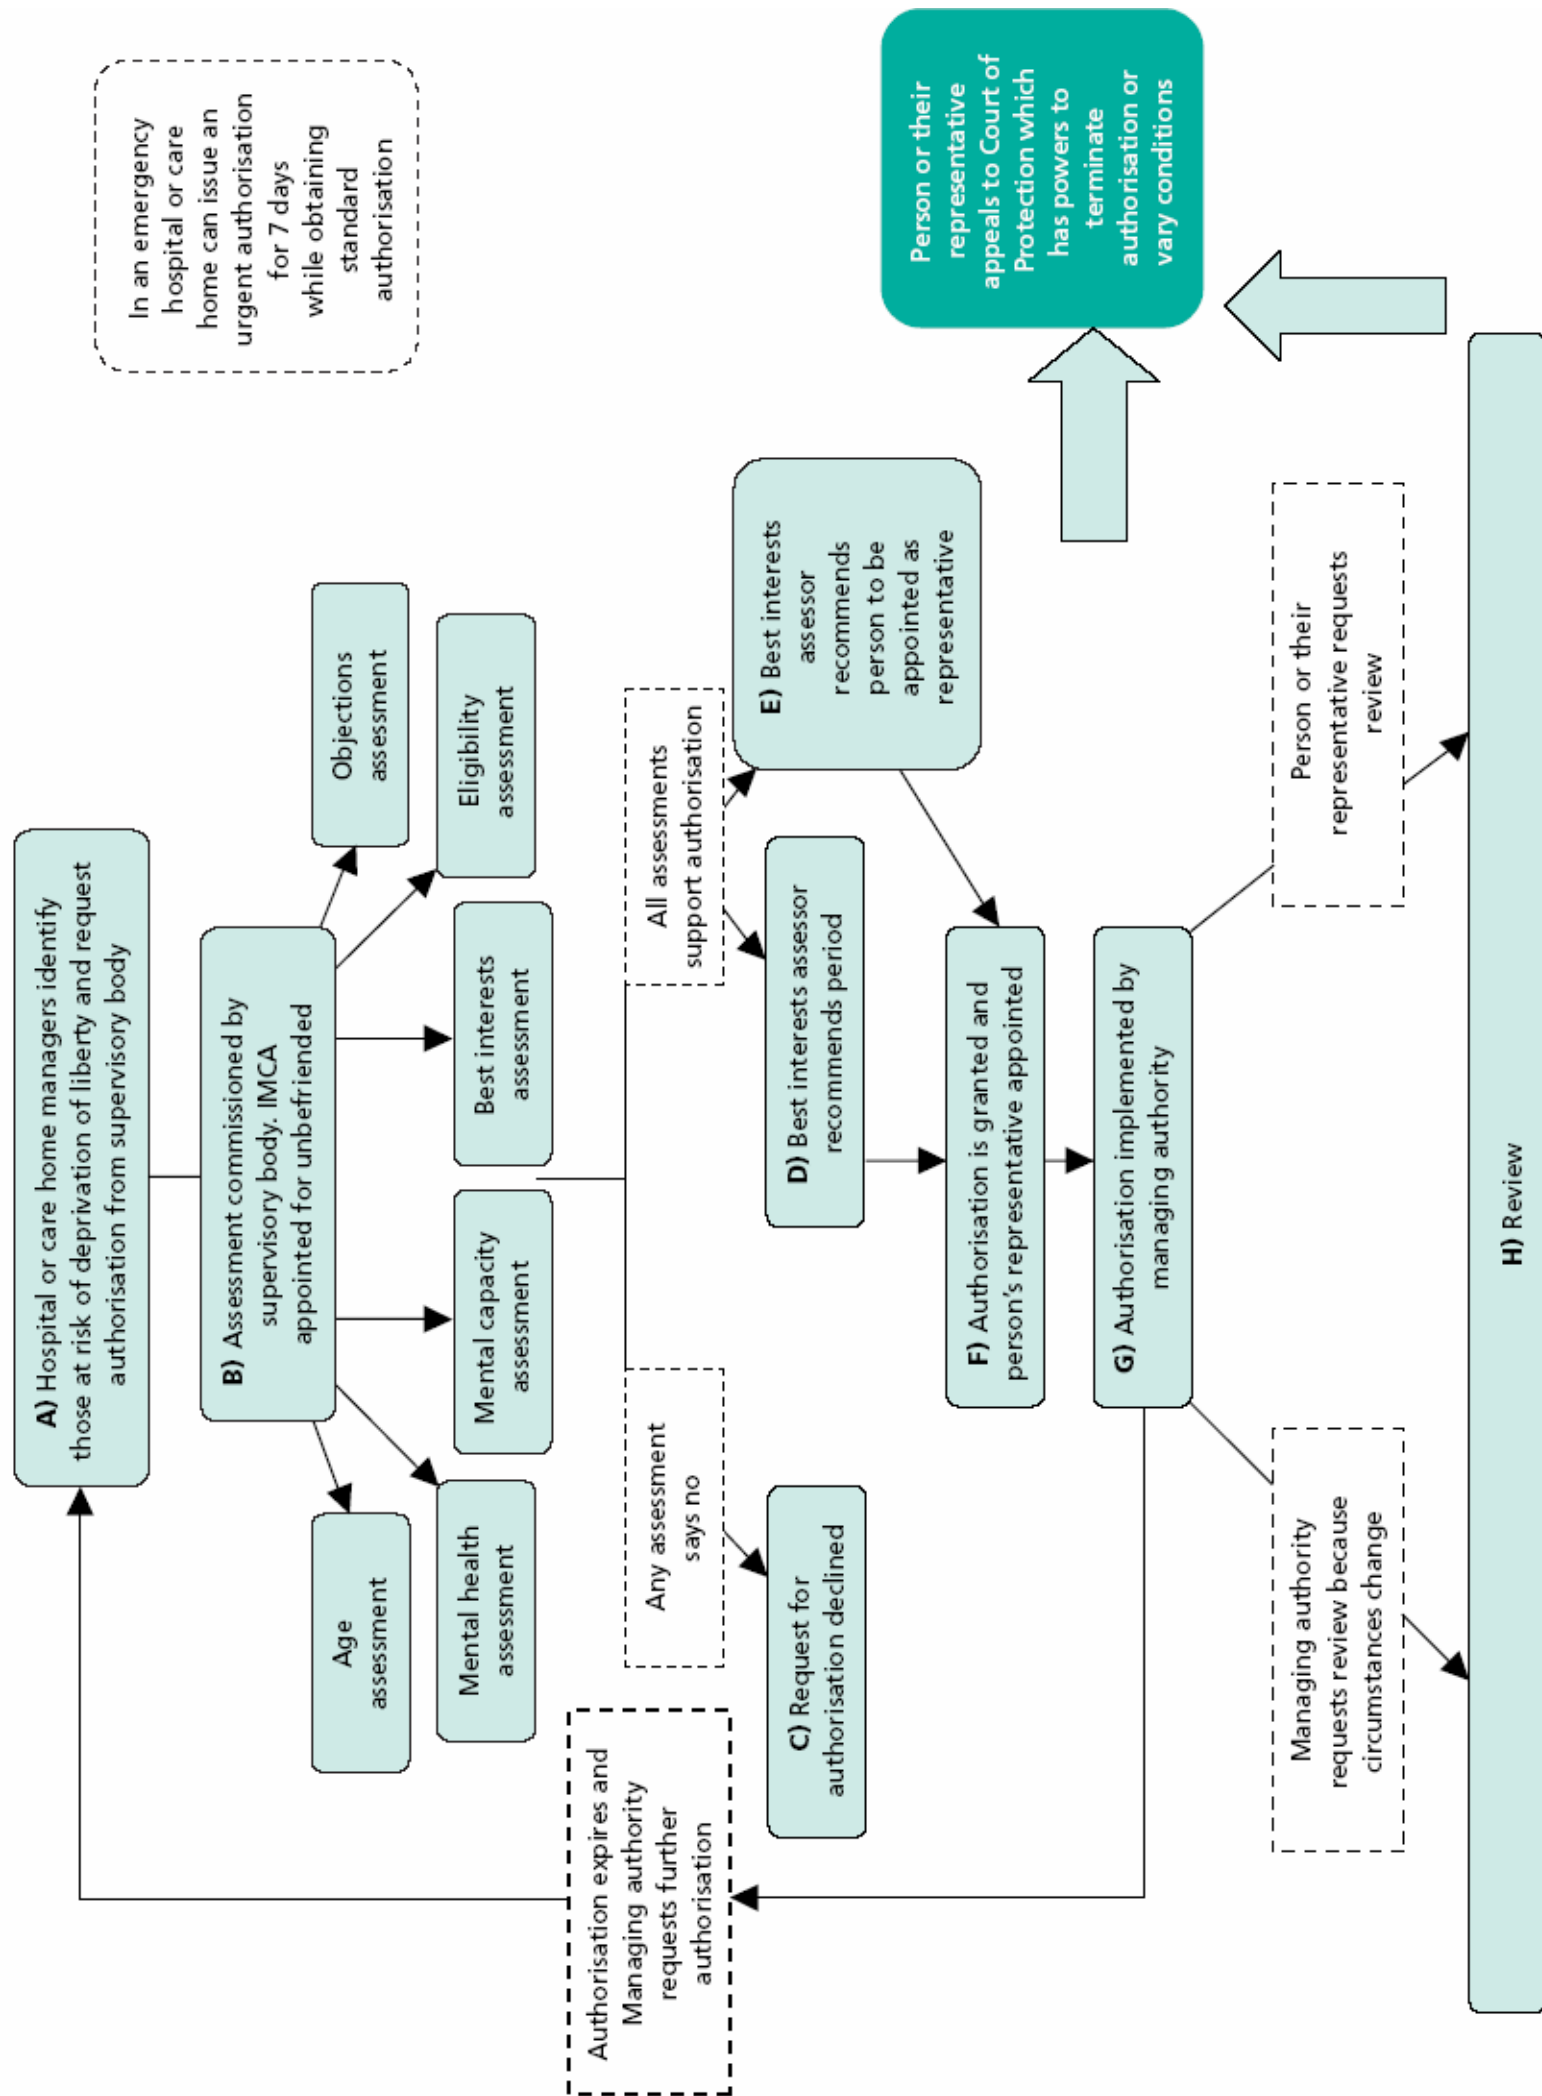 A) Hospital or care home managers identify
those at risk of deprivation of liberty and request
authorisation from supervisory body
In an emergency
hospital or care
home can issue an
urgent authorisation
for 7 days
while obtaining
standard
authorisation
B) Assessment commissioned by
supervisory body. IMCA
appointed for unbefriended
Age
assessment
Objections
assessment
Mental health
assessment
Mental capacity
assessment
Best interests
assessment
Eligibility
assessment
Authorisation expires and
Managing authority
requests further
authorisation
Any assessment
says no
All assessments
support authorisation
C) Request for
authorisation declined
D) Best interests assessor
recommends period
E) Best interests
assessor
recommends
person to be
appointed as
representative
Person or their
representative
appeals to Court of
Protection which
has powers to
terminate
authorisation or
vary conditions
F) Authorisation is granted and
person’s representative appointed
G) Authorisation implemented by
managing authority
Managing authority
requests review because
circumstances change
Person or their
representative requests
review
H) Review